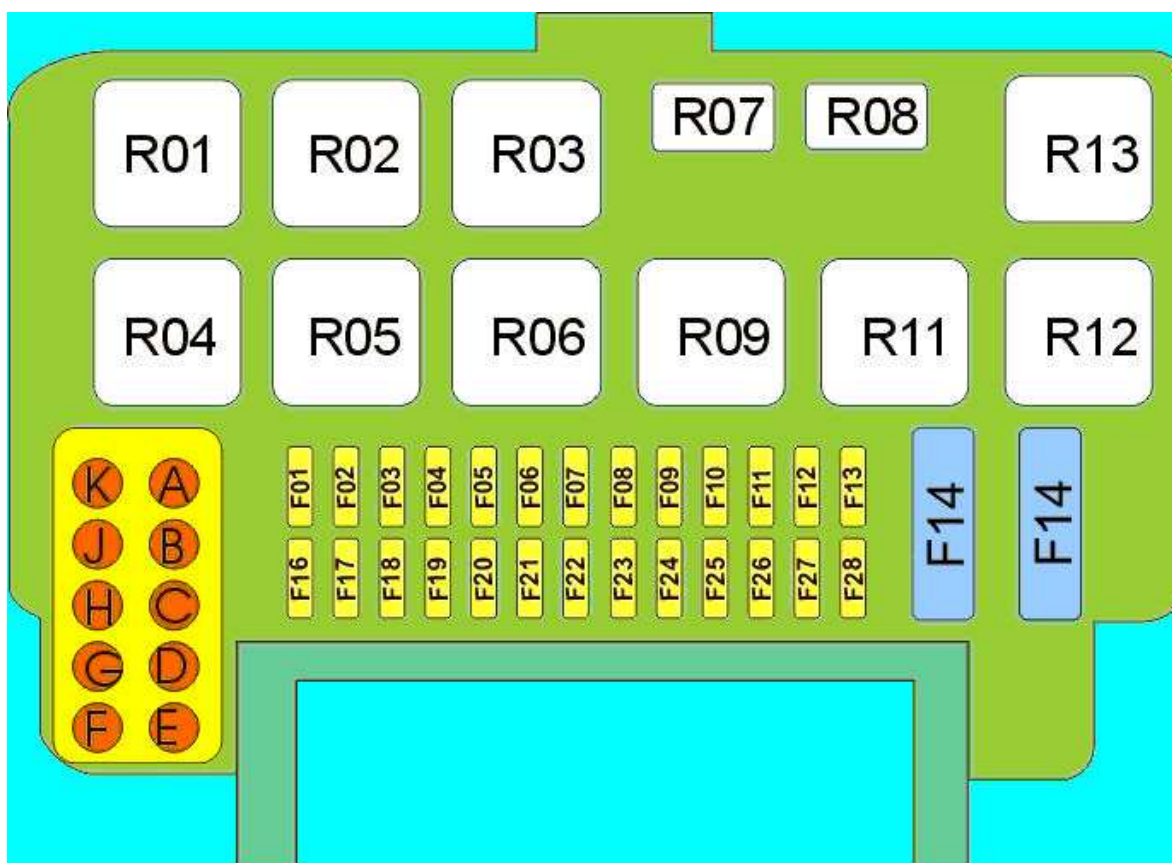 R01 R02 R03 R07 R08 R13
R04 R05 R06 R09 R11 R12
K A
J B
H C
G D
F E
F01 F02 F03 F04 F05 F06 F07 F08 F09 F10 F11 F12 F13
F16 F17 F18 F19 F20 F21 F22 F23 F24 F25 F26 F27 F28
F14 F14